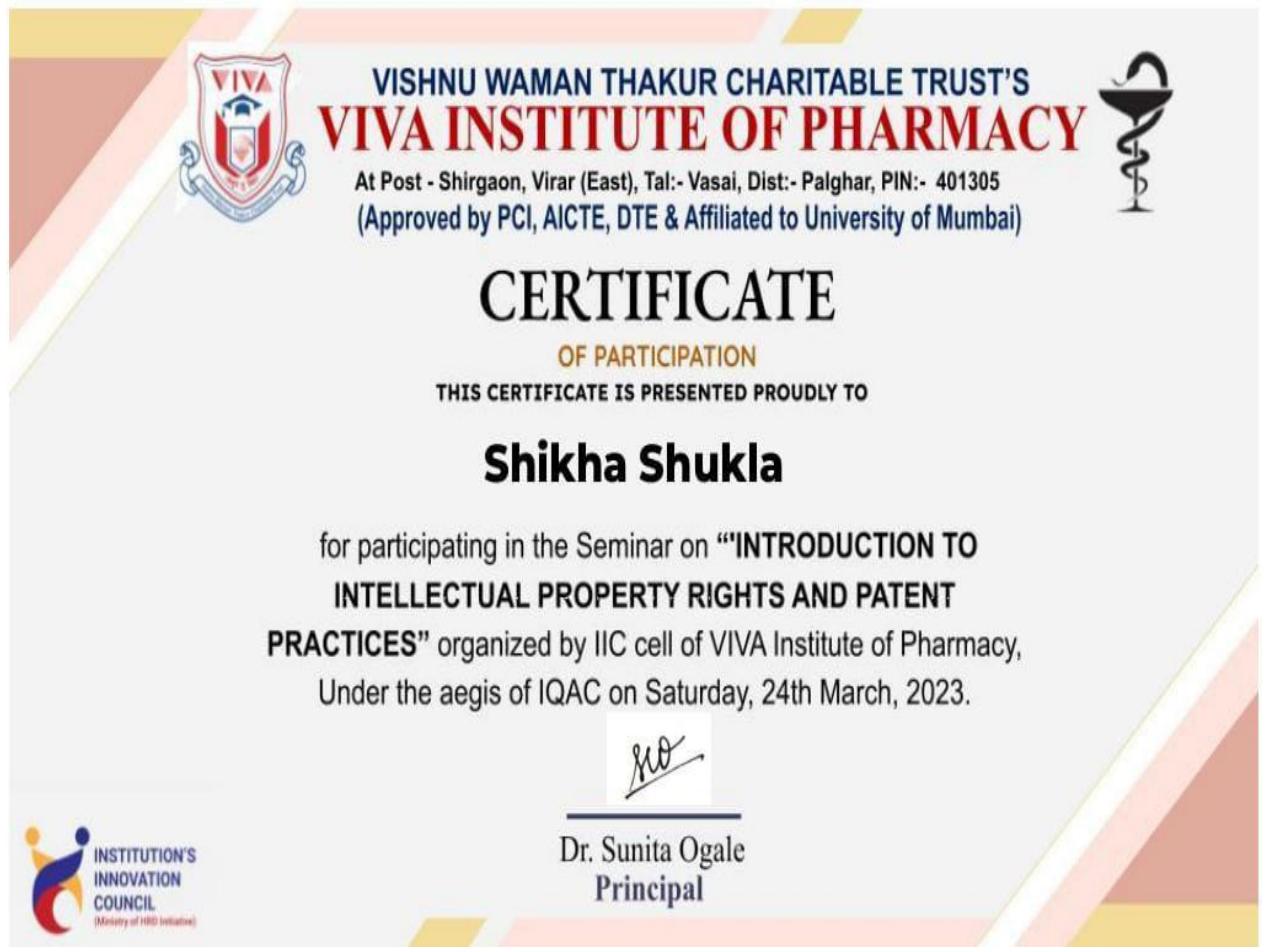 VIVA
VISHNU WAMAN THAKUR CHARITABLE TRUST'S
VIVA INSTITUTE OF PHARMACY
At Post - Shirgaon, Virar (East), Tal:- Vasai, Dist:- Palghar, PIN:- 401305
(Approved by PCI, AICTE, DTE & Affiliated to University of Mumbai)
CERTIFICATE
OF PARTICIPATION
THIS CERTIFICATE IS PRESENTED PROUDLY TO
Shikha Shukla
for participating in the Seminar on “"INTRODUCTION TO
INTELLECTUAL PROPERTY RIGHTS AND PATENT
PRACTICES” organized by IIC cell of VIVA Institute of Pharmacy,
Under the aegis of IQAC on Saturday, 24th March, 2023.
Dr. Sunita Ogale
Principal
INSTITUTION'S
INNOVATION
COUNCIL
(Ministry of HRD Initiative)